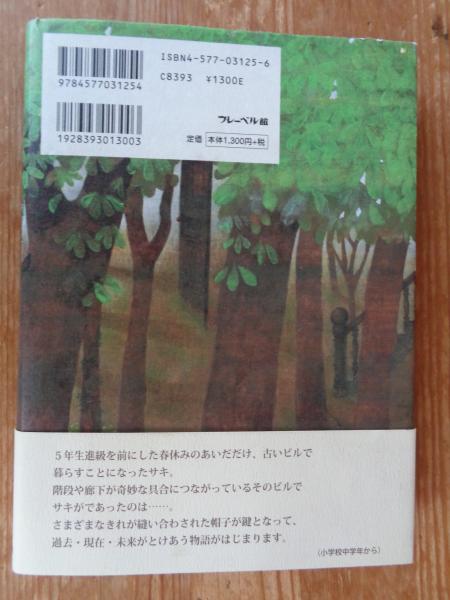 ISBN4-577-03125-6
C8393 ¥1300E
9784577031254
1928393013003
フレーベル館
定価 本体1,300円+税
5年生進級を前にした春休みのあいだだけ、古いビルで
暮らすことになったサキ。
階段や廊下が奇妙な具合につながっているそのビルで
サキがであったのは……。
さまざまなきれが縫い合わされた帽子が鍵となって、
過去・現在・未来がとけあう物語がはじまります。
(小学校中学年から)